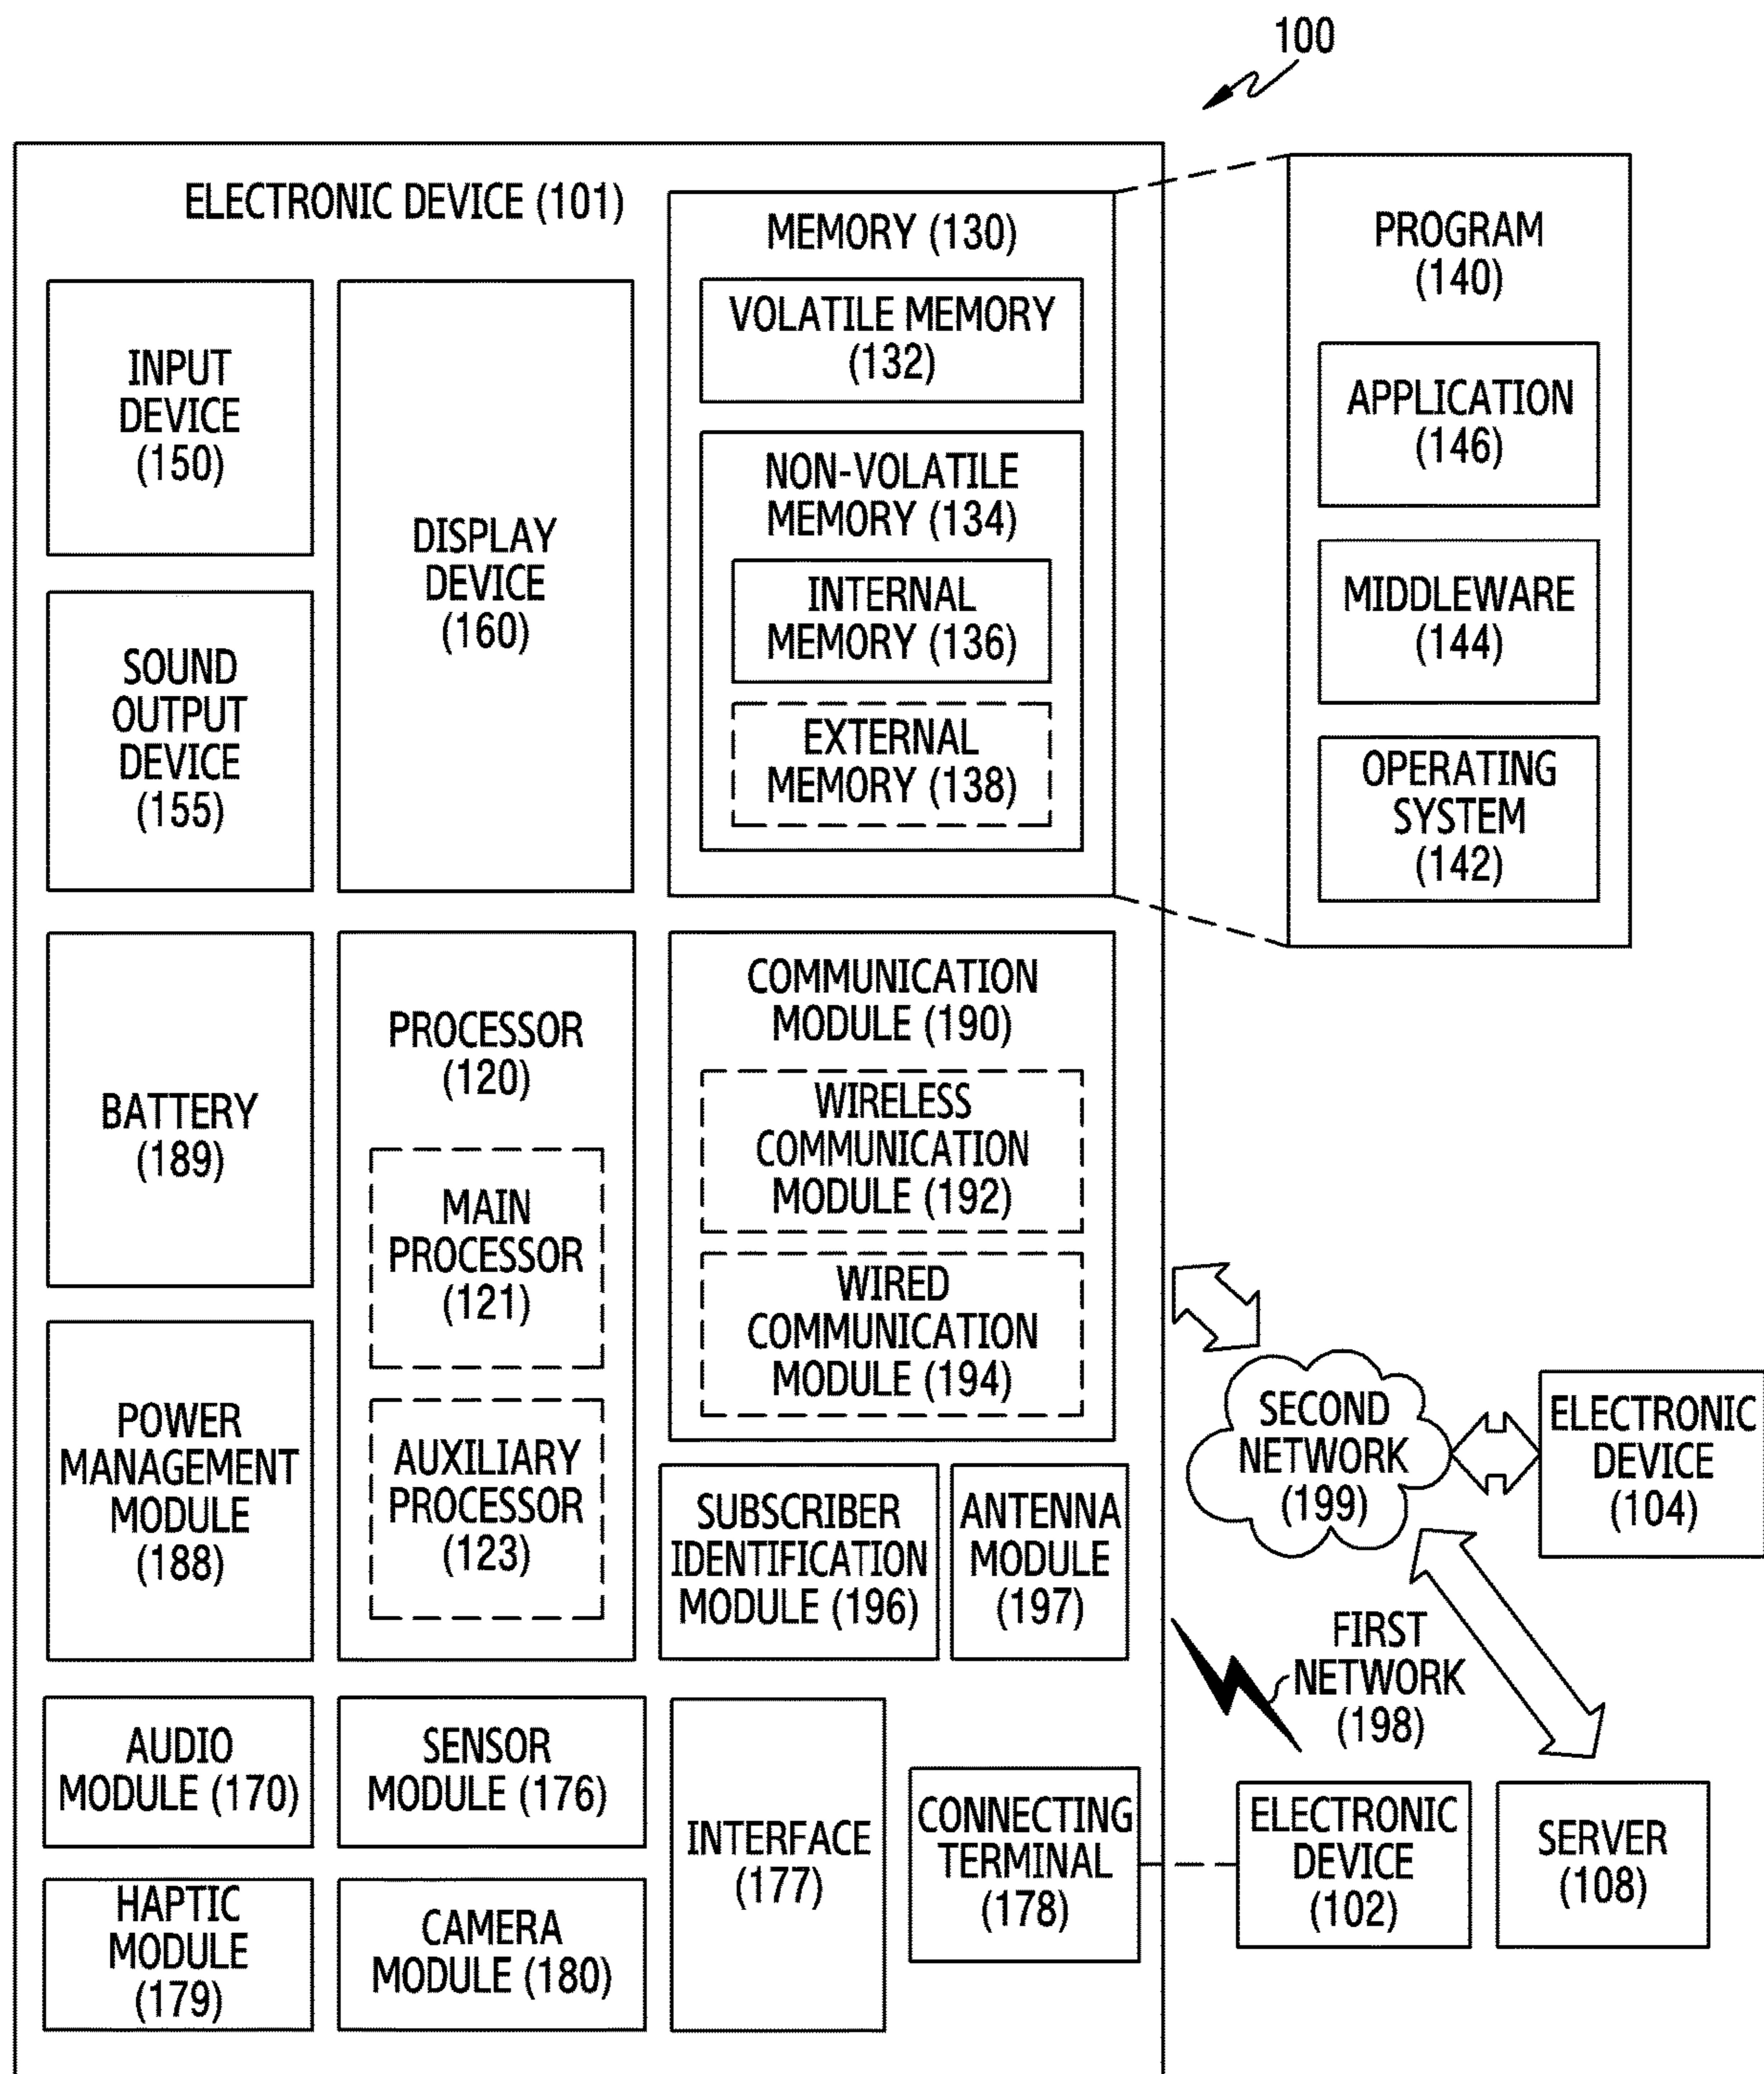 100
ELECTRONIC DEVICE (101)
INPUT
DEVICE
(150)
SOUND
OUTPUT
DEVICE
(155)
DISPLAY
DEVICE
(160)
MEMORY (130)
VOLATILE MEMORY
(132)
NON-VOLATILE
MEMORY (134)
INTERNAL
MEMORY (136)
EXTERNAL
MEMORY (138)
PROGRAM
(140)
APPLICATION
(146)
MIDDLEWARE
(144)
OPERATING
SYSTEM
(142)
BATTERY
(189)
POWER
MANAGEMENT
MODULE
(188)
PROCESSOR
(120)
MAIN
PROCESSOR
(121)
AUXILIARY
PROCESSOR
(123)
COMMUNICATION
MODULE (190)
WIRELESS
COMMUNICATION
MODULE (192)
WIRED
COMMUNICATION
MODULE (194)
SUBSCRIBER
IDENTIFICATION
MODULE (196)
ANTENNA
MODULE
(197)
SECOND
NETWORK
(199)
ELECTRONIC
DEVICE
(104)
FIRST
NETWORK
(198)
AUDIO
MODULE (170)
SENSOR
MODULE (176)
HAPTIC
MODULE
(179)
CAMERA
MODULE (180)
INTERFACE
(177)
CONNECTING
TERMINAL
(178)
ELECTRONIC
DEVICE
(102)
SERVER
(108)